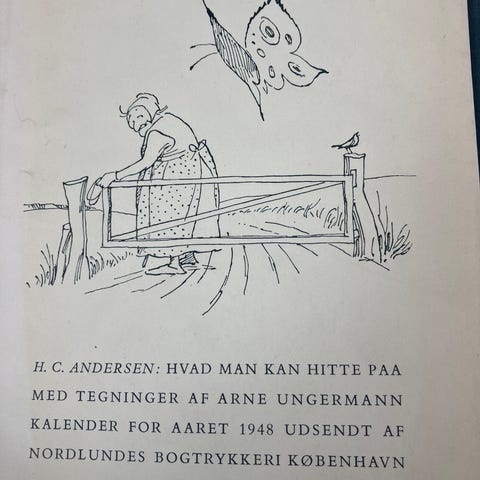 H. C. ANDERSEN: HVAD MAN KAN HITTE PAA
MED TEGNINGER AF ARNE UNGERMANN
KALENDER FOR AARET 1948 UDSENDT AF
NORDLUNDES BOGTRYKKERI KØBENHAVN